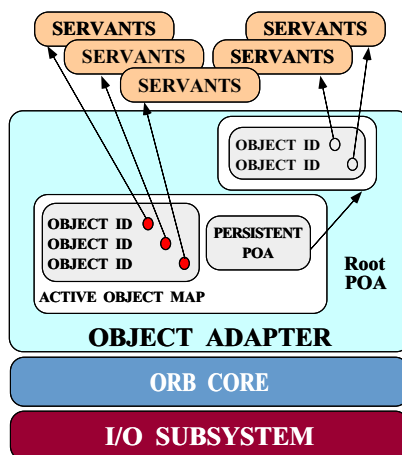 SERVANTS
SERVANTS
SERVANTS
SERVANTS
SERVANTS
OBJECT ID
OBJECT ID
OBJECT ID
OBJECT ID
OBJECT ID
PERSISTENT
POA
ACTIVE OBJECT MAP
Root
POA
OBJECT ADAPTER
ORB CORE
I/O SUBSYSTEM